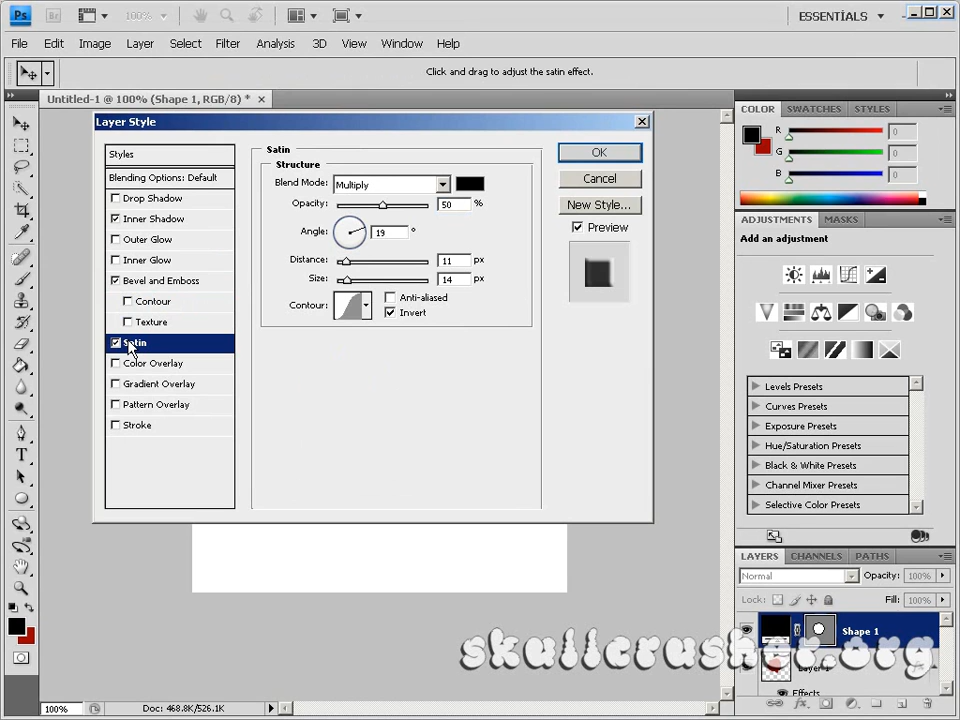 Ps Br 100% ESSENTİALS
File Edit Image Layer Select Filter Analysis 3D View Window Help
Click and drag to adjust the satin effect.
Untitled-1 @ 100% (Shape 1, RGB/8) *
Layer Style
Styles
Blending Options: Default
Drop Shadow
Inner Shadow
Outer Glow
Inner Glow
Bevel and Emboss
Contour
Texture
Satin
Color Overlay
Gradient Overlay
Pattern Overlay
Stroke
Satin
Structure
Blend Mode: Multiply
Opacity: 50 %
Angle: 19 °
Distance: 11 px
Size: 14 px
Contour: Anti-aliased
Invert
OK
Cancel
New Style...
Preview
COLOR SWATCHES STYLES
R 0
G 0
B 0
ADJUSTMENTS MASKS
Add an adjustment
Levels Presets
Curves Presets
Exposure Presets
Hue/Saturation Presets
Black & White Presets
Channel Mixer Presets
Selective Color Presets
LAYERS CHANNELS PATHS
Normal Opacity: 100%
Lock: Fill: 100%
Shape 1
Layer 1
Effects
skullcrusher.org
100% Doc: 468.8K/526.1K